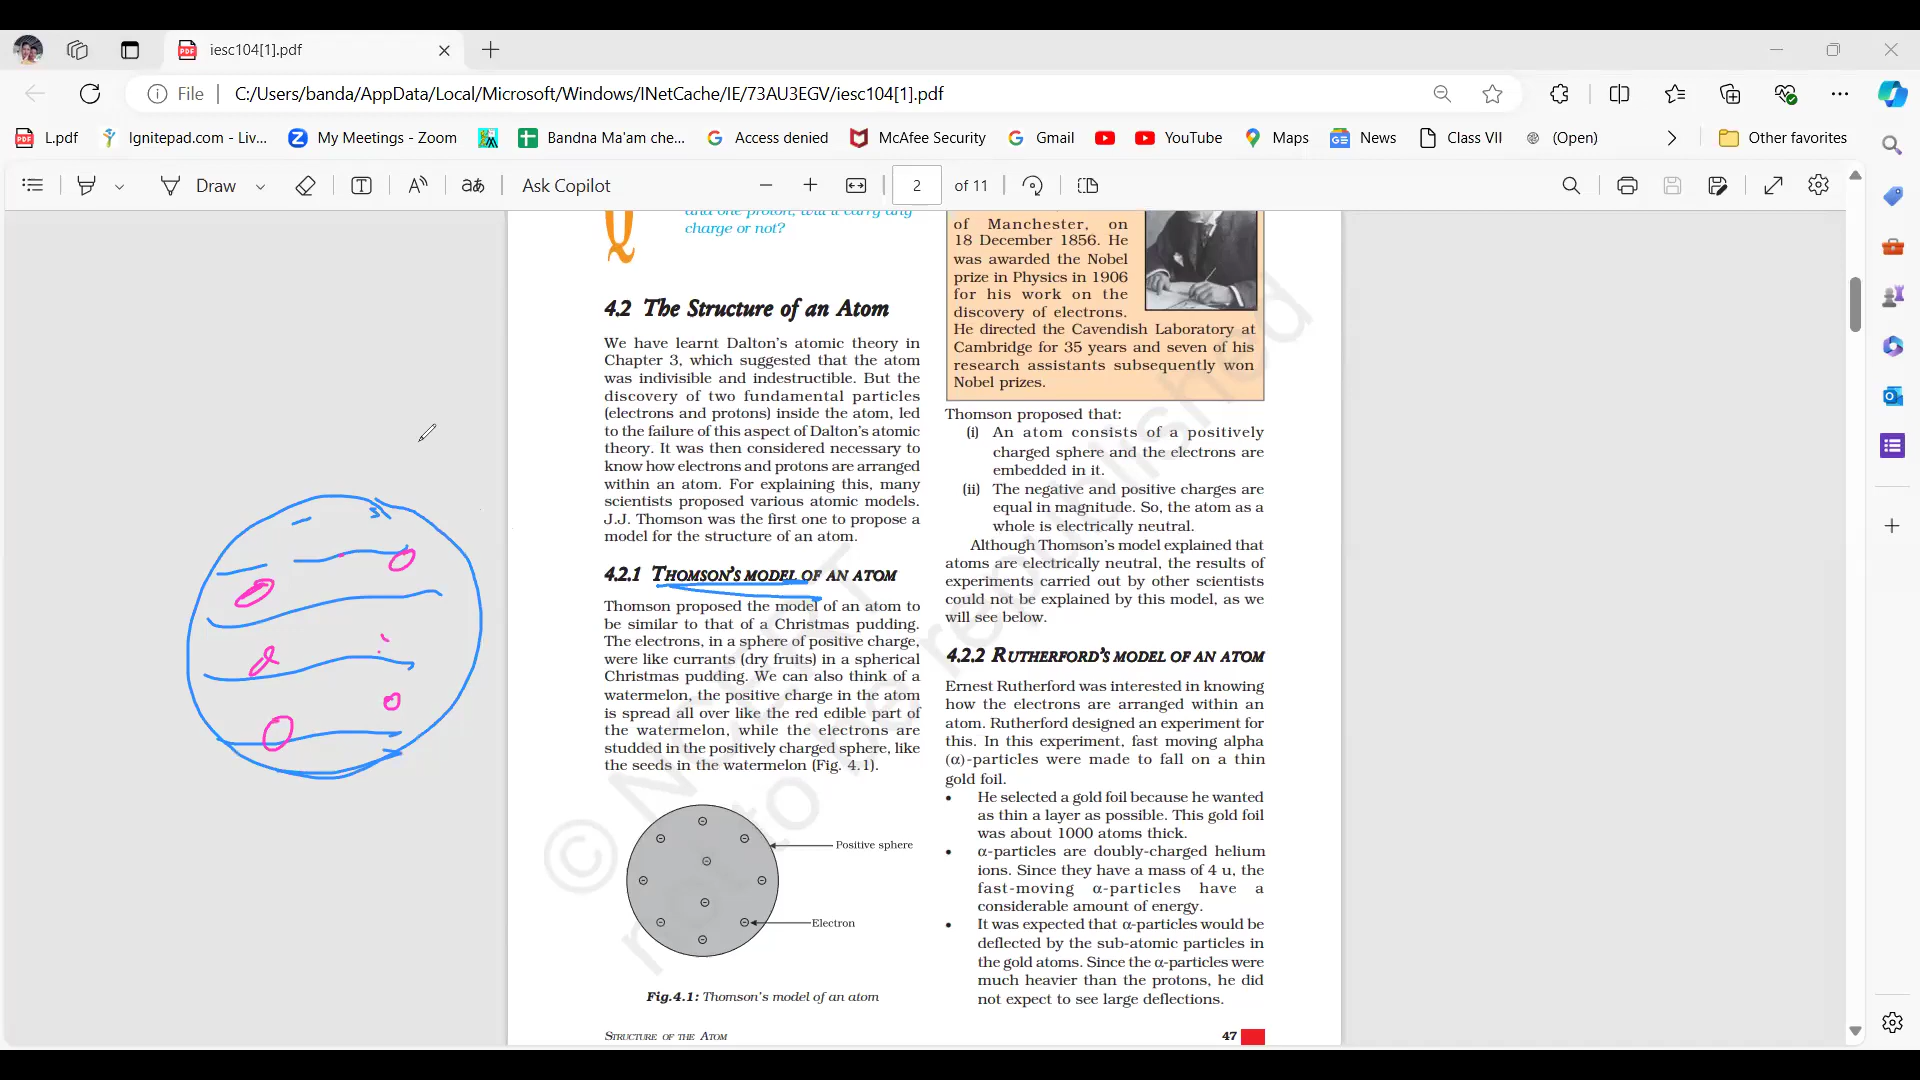 iesc104[1].pdf
File
C:/Users/banda/AppData/Local/Microsoft/Windows/INetCache/IE/73AU3EGV/iesc104[1].pdf
L.pdf
Ignitepad.com - Liv...
My Meetings - Zoom
Bandna Ma'am che...
Access denied
McAfee Security
Gmail
YouTube
Maps
News
Class VII
(Open)
Other favorites
Draw
aあ
Ask Copilot
2
of 11
Q
and one proton, will it carry any
charge or not?
4.2 The Structure of an Atom
We have learnt Dalton's atomic theory in
Chapter 3, which suggested that the atom
was indivisible and indestructible. But the
discovery of two fundamental particles
(electrons and protons) inside the atom, led
to the failure of this aspect of Dalton's atomic
theory. It was then considered necessary to
know how electrons and protons are arranged
within an atom. For explaining this, many
scientists proposed various atomic models.
J.J. Thomson was the first one to propose a
model for the structure of an atom.
4.2.1 THOMSON'S MODEL OF AN ATOM
Thomson proposed the model of an atom to
be similar to that of a Christmas pudding.
The electrons, in a sphere of positive charge,
were like currants (dry fruits) in a spherical
Christmas pudding. We can also think of a
watermelon, the positive charge in the atom
is spread all over like the red edible part of
the watermelon, while the electrons are
studded in the positively charged sphere, like
the seeds in the watermelon (Fig. 4.1).
Positive sphere
Electron
Fig.4.1: Thomson's model of an atom
STRUCTURE OF THE ATOM
of Manchester, on
18 December 1856. He
was awarded the Nobel
prize in Physics in 1906
for his work on the
discovery of electrons.
He directed the Cavendish Laboratory at
Cambridge for 35 years and seven of his
research assistants subsequently won
Nobel prizes.
Thomson proposed that:
(i) An atom consists of a positively
charged sphere and the electrons are
embedded in it.
(ii) The negative and positive charges are
equal in magnitude. So, the atom as a
whole is electrically neutral.
Although Thomson's model explained that
atoms are electrically neutral, the results of
experiments carried out by other scientists
could not be explained by this model, as we
will see below.
4.2.2 RUTHERFORD'S MODEL OF AN ATOM
Ernest Rutherford was interested in knowing
how the electrons are arranged within an
atom. Rutherford designed an experiment for
this. In this experiment, fast moving alpha
(α)-particles were made to fall on a thin
gold foil.
• He selected a gold foil because he wanted
as thin a layer as possible. This gold foil
was about 1000 atoms thick.
• α-particles are doubly-charged helium
ions. Since they have a mass of 4 u, the
fast-moving α-particles have a
considerable amount of energy.
• It was expected that α-particles would be
deflected by the sub-atomic particles in
the gold atoms. Since the α-particles were
much heavier than the protons, he did
not expect to see large deflections.
47
© NCERT
not to be republished